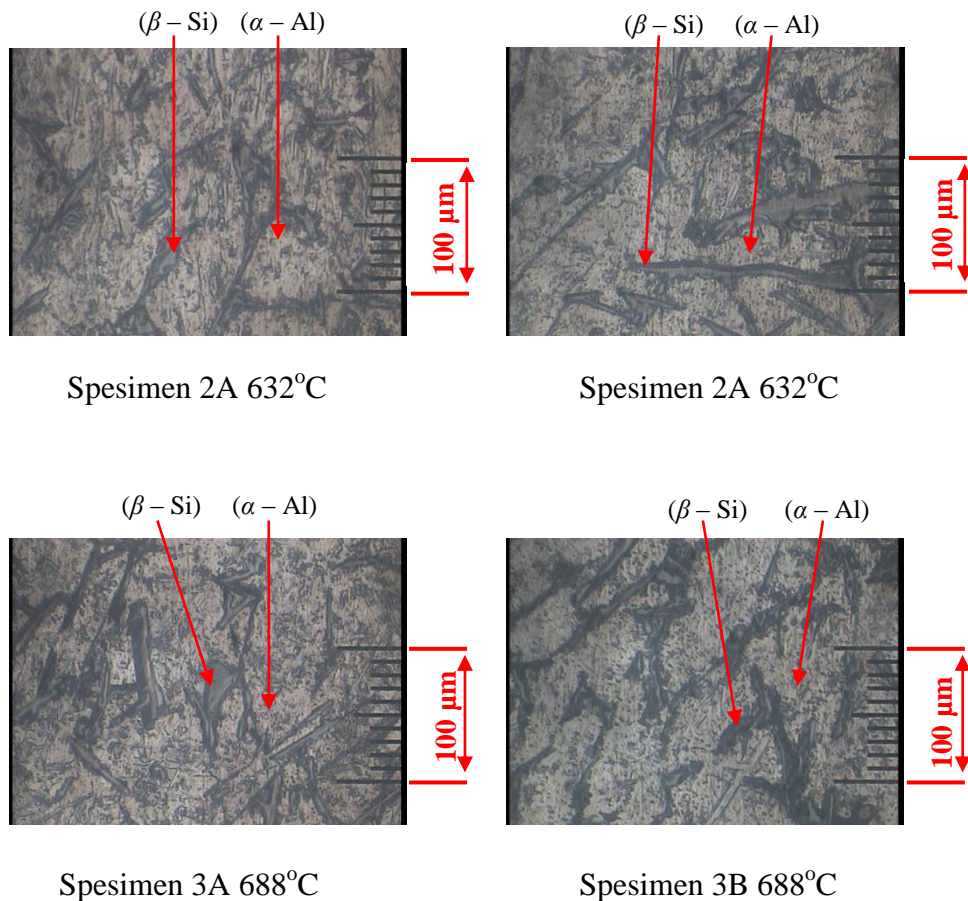 (β – Si) (α – Al)
(β – Si) (α – Al)
100 μm
100 μm
Spesimen 2A 632°C
Spesimen 2A 632°C
(β – Si) (α – Al)
(β – Si) (α – Al)
100 μm
100 μm
Spesimen 3A 688°C
Spesimen 3B 688°C